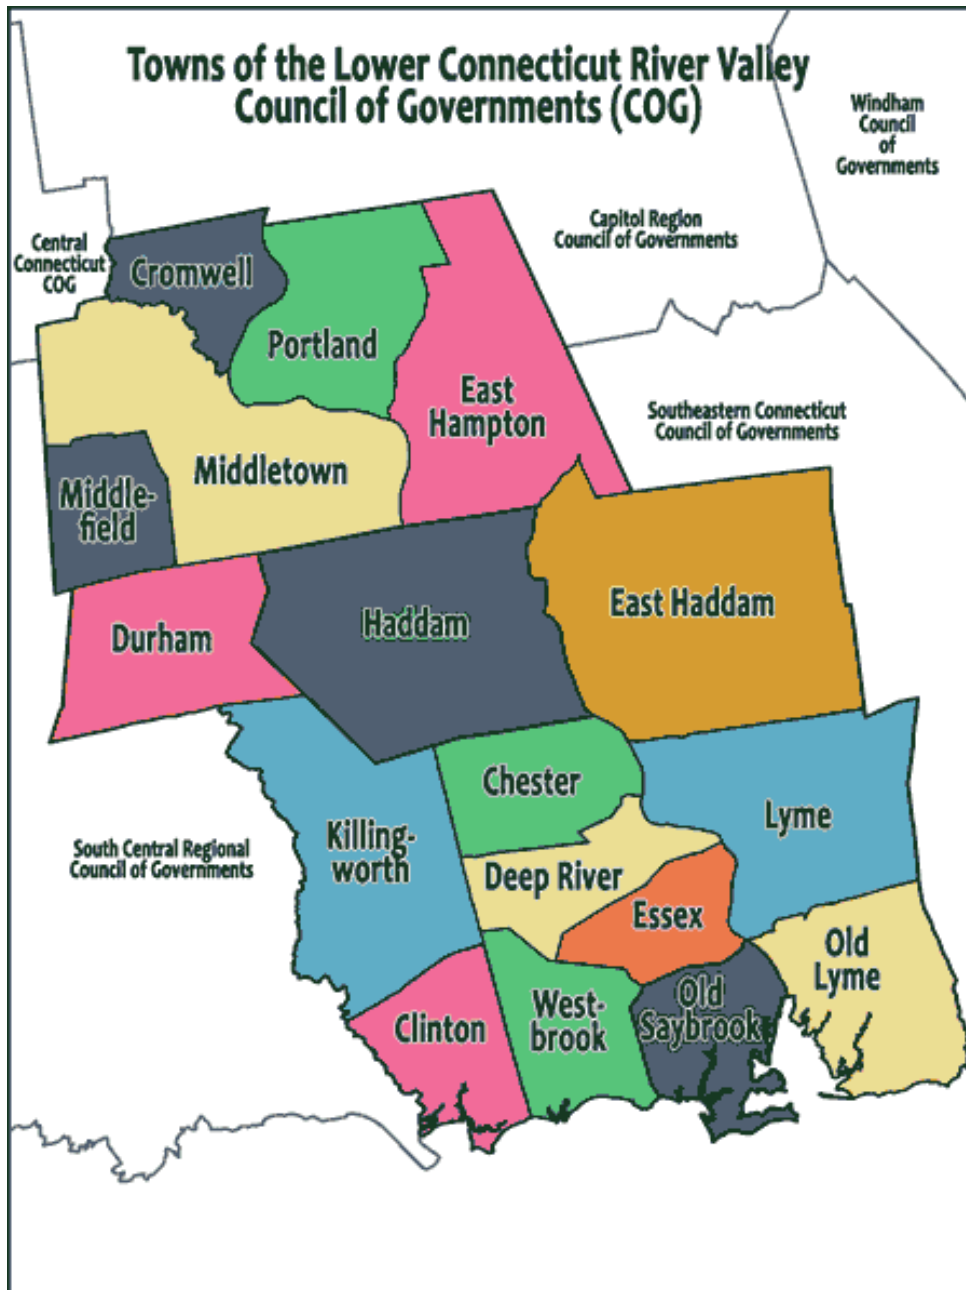 Towns of the Lower Connecticut River Valley
Council of Governments (COG)
Windham
Council
of
Governments
Capitol Region
Council of Governments
Central
Connecticut
COG
Cromwell
Portland
East
Hampton
Southeastern Connecticut
Council of Governments
Middletown
Middle-
field
East Haddam
Haddam
Durham
Chester
Lyme
Killing-
worth
South Central Regional
Council of Governments
Deep River
Essex
Old
Lyme
West-
brook
Old
Saybrook
Clinton